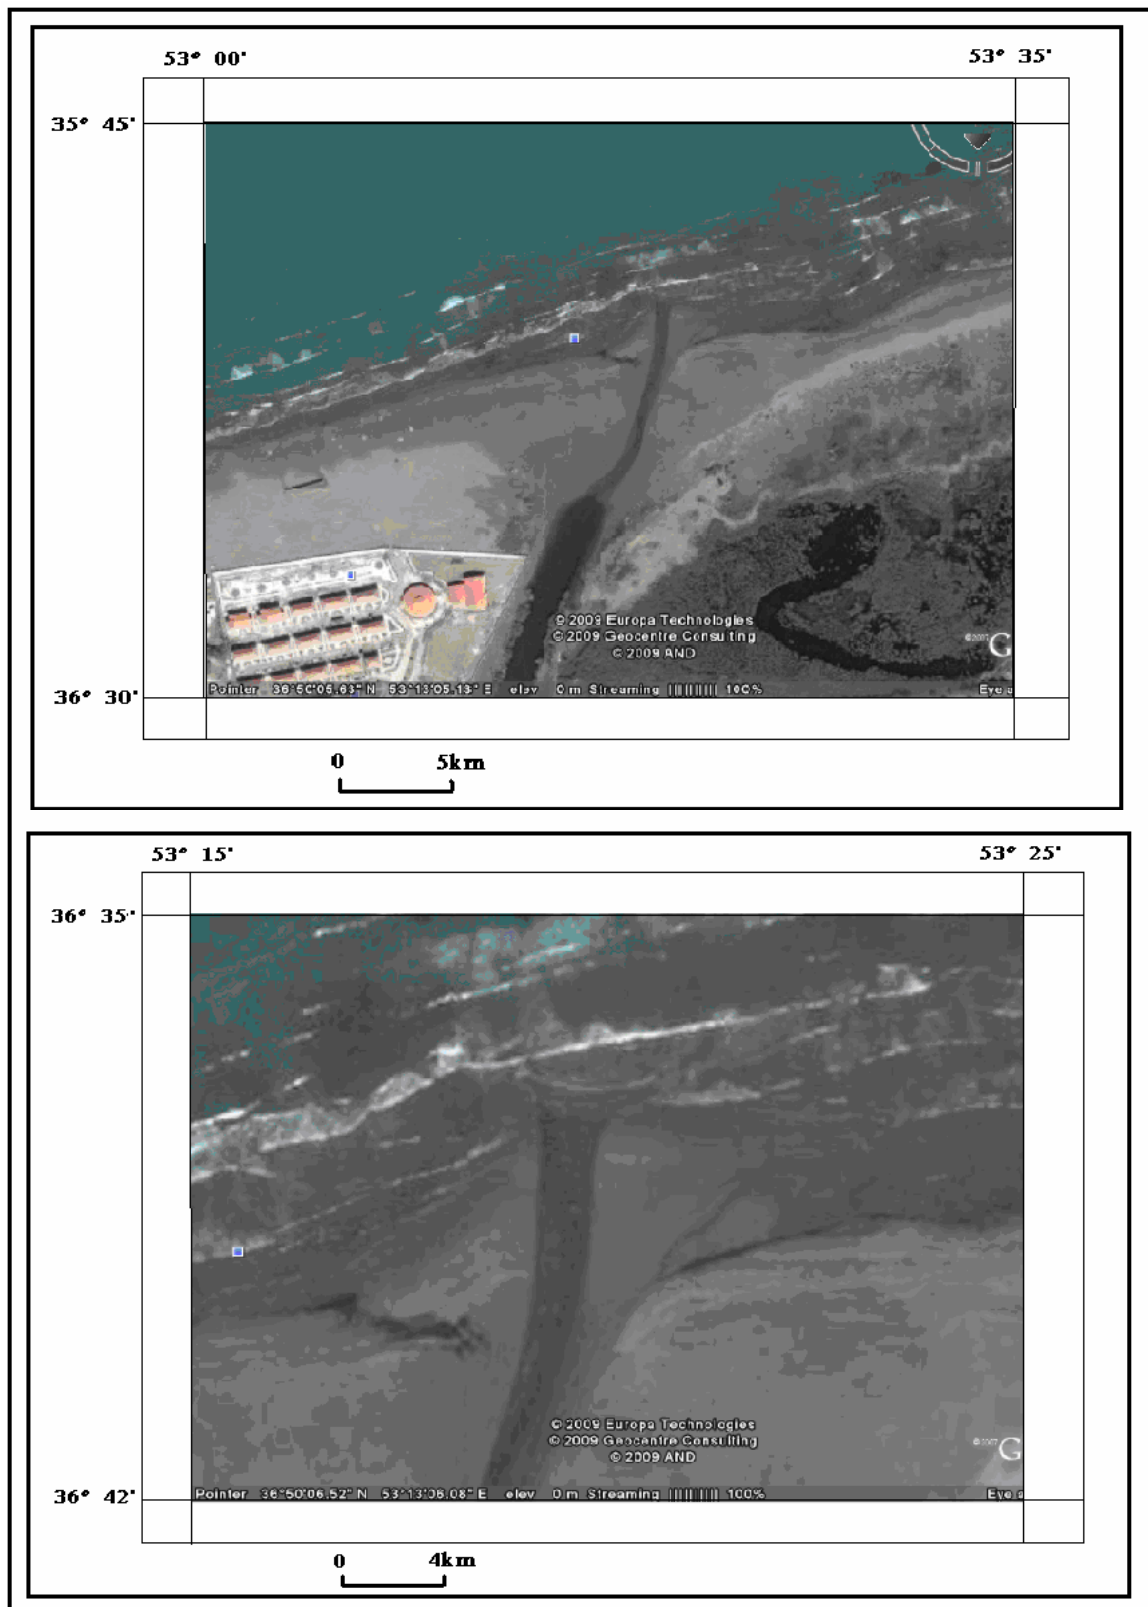 53° 00'
53° 35'
35° 45'
© 2009 Europa Technologies
© 2009 Geocentre Consulting
© 2009 AND
G
36° 30'
Pointer 36°50'05.63" N 53°13'05.13" E elev 0 m Streaming |||||||||| 100%
Eye a
0 5km
53° 15'
53° 25'
36° 35'
© 2009 Europa Technologies
© 2009 Geocentre Consulting
© 2009 AND
©2007 G
36° 42'
Pointer 36°50'06.52" N 53°13'06.08" E elev 0 m Streaming |||||||||| 100%
Eye a
0 4km